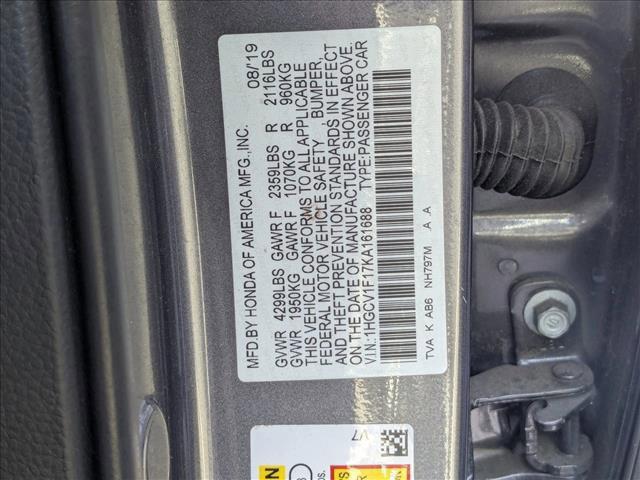 MFD.BY HONDA OF AMERICA MFG.,INC. 08/'19
GVWR 4299LBS GAWR F 2359LBS R 2116LBS
GVWR 1950KG GAWR F 1070KG R 960KG
THIS VEHICLE CONFORMS TO ALL APPLICABLE
FEDERAL MOTOR VEHICLE SAFETY BUMPER,
AND THEFT PREVENTION STANDARDS IN EFFECT
ON THE DATE OF MANUFACTURE SHOWN ABOVE.
V.I.N.:1HGCV1F17KA161688 TYPE:PASSENGER CAR
TVA K AB6 NH797M A A